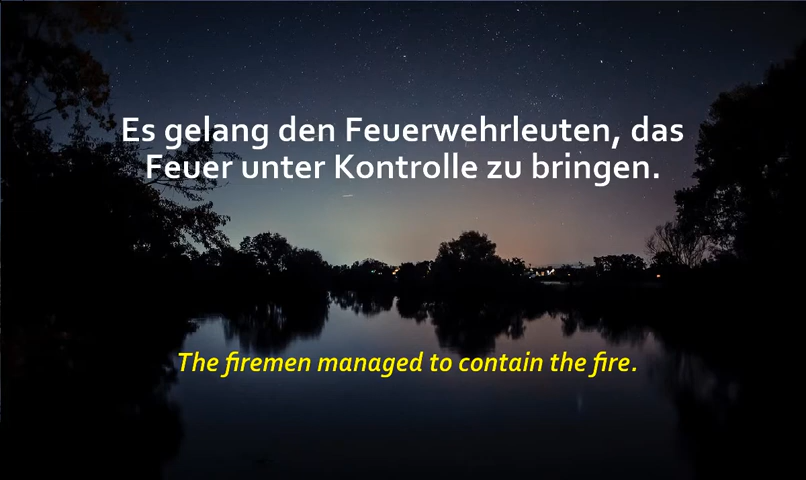 Es gelang den Feuerwehrleuten, das
Feuer unter Kontrolle zu bringen.
The firemen managed to contain the fire.